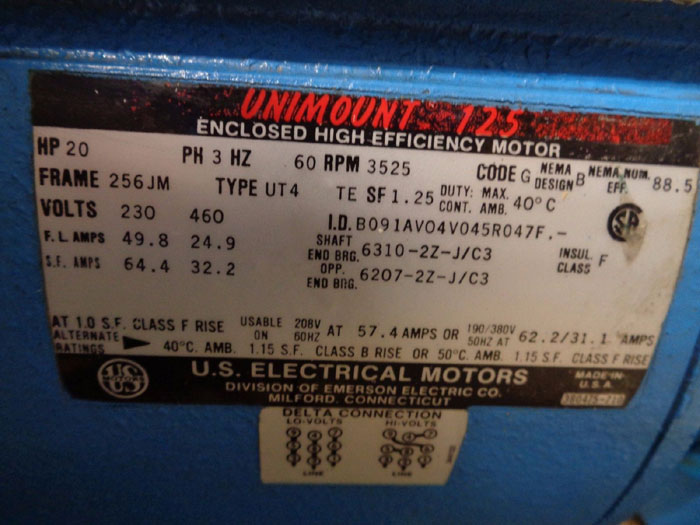 UNIMOUNT 125
ENCLOSED HIGH EFFICIENCY MOTOR
HP 20 PH 3 HZ 60 RPM 3525 CODE G NEMA DESIGN B NEMA NOM. EFF. 88.5
FRAME 256JM TYPE UT4 TE SF 1.25 DUTY: MAX. CONT. AMB. 40°C
VOLTS 230 460 I.D. B091AV04V045R047F.-
F.L AMPS 49.8 24.9 SHAFT END BRG. 6310-2Z-J/C3 INSUL. CLASS F
S.F. AMPS 64.4 32.2 OPP. END BRG. 6207-2Z-J/C3
AT 1.0 S.F. CLASS F RISE USABLE ON 208V 60HZ AT 57.4 AMPS OR 190/380V 50HZ AT 62.2/31.1 AMPS
ALTERNATE RATINGS 40°C AMB. 1.15 S.F. CLASS B RISE OR 50°C. AMB. 1.15 S.F. CLASS F RISE
US MOTORS
U.S. ELECTRICAL MOTORS
DIVISION OF EMERSON ELECTRIC CO.
MILFORD, CONNECTICUT
MADE IN U.S.A.
DELTA CONNECTION
LO-VOLTS HI-VOLTS
LINE LINE